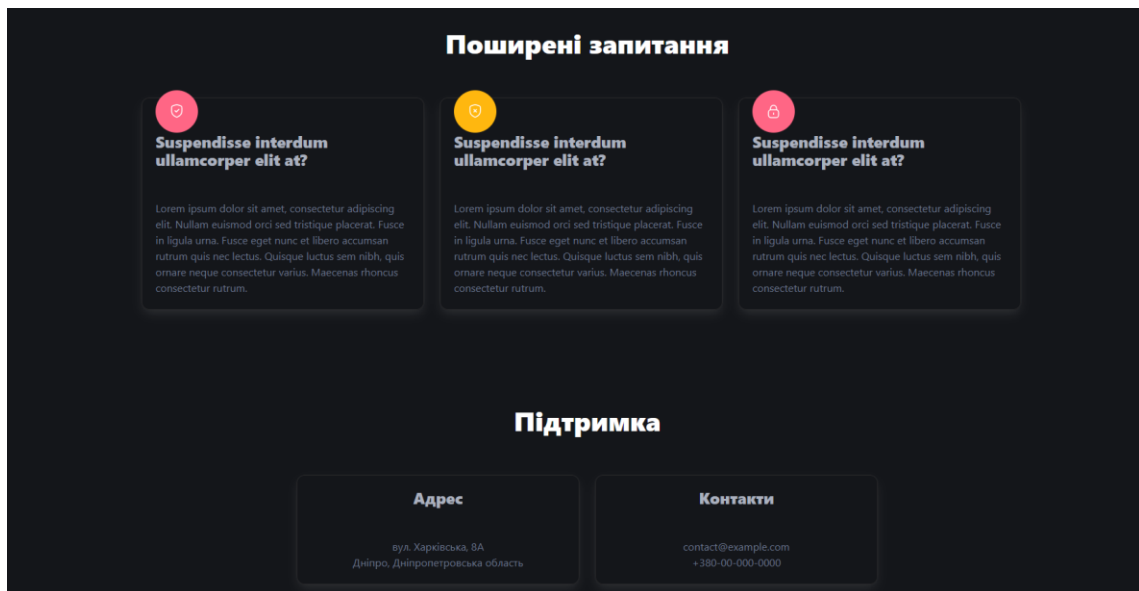 Поширені запитання
Suspendisse interdum
ullamcorper elit at?
Lorem ipsum dolor sit amet, consectetur adipiscing
elit. Nullam euismod orci sed tristique placerat. Fusce
in ligula urna. Fusce eget nunc et libero accumsan
rutrum quis nec lectus. Quisque luctus sem nibh, quis
ornare neque consectetur varius. Maecenas rhoncus
consectetur rutrum.
Suspendisse interdum
ullamcorper elit at?
Lorem ipsum dolor sit amet, consectetur adipiscing
elit. Nullam euismod orci sed tristique placerat. Fusce
in ligula urna. Fusce eget nunc et libero accumsan
rutrum quis nec lectus. Quisque luctus sem nibh, quis
ornare neque consectetur varius. Maecenas rhoncus
consectetur rutrum.
Suspendisse interdum
ullamcorper elit at?
Lorem ipsum dolor sit amet, consectetur adipiscing
elit. Nullam euismod orci sed tristique placerat. Fusce
in ligula urna. Fusce eget nunc et libero accumsan
rutrum quis nec lectus. Quisque luctus sem nibh, quis
ornare neque consectetur varius. Maecenas rhoncus
consectetur rutrum.
Підтримка
Адрес
вул. Харківська, 8А
Дніпро, Дніпропетровська область
Контакти
contact@example.com
+380-00-000-0000